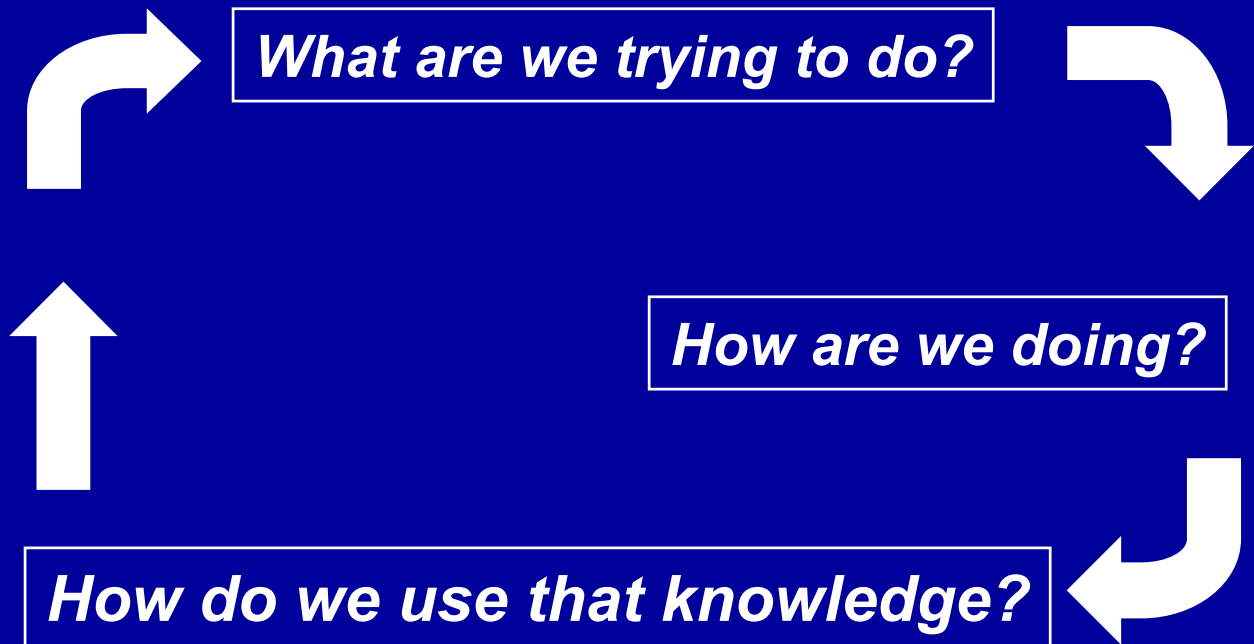 What are we trying to do?
How are we doing?
How do we use that knowledge?